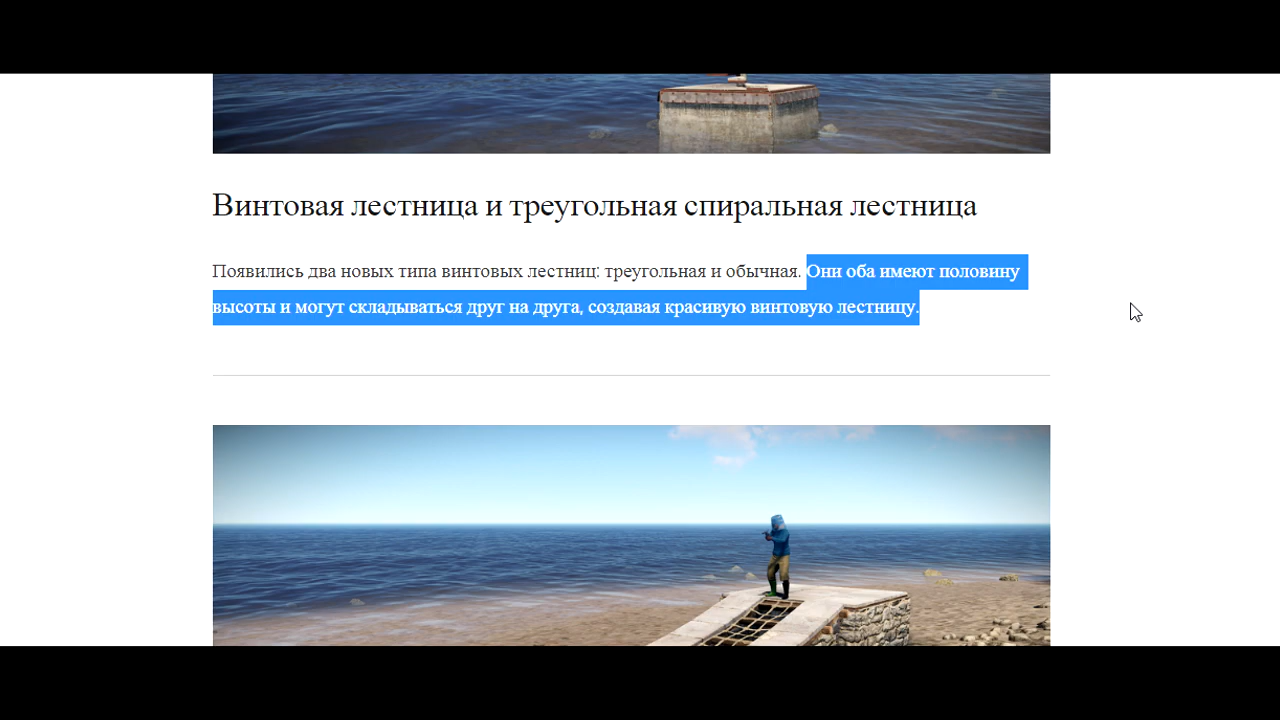 Винтовая лестница и треугольная спиральная лестница
Появились два новых типа винтовых лестниц: треугольная и обычная. Они оба имеют половину
высоты и могут складываться друг на друга, создавая красивую винтовую лестницу.